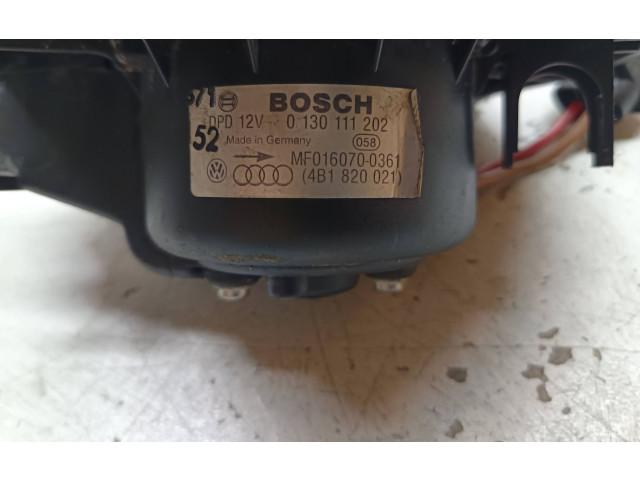 BOSCH
DPD 12V 0 130 111 202
52 Made in Germany 058
MF016070-0361
(4B1 820 021)